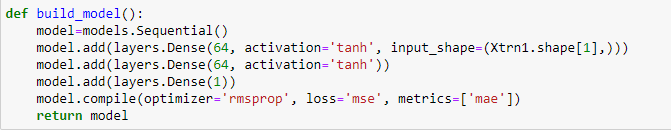 def build_model():
    model=models.Sequential()
    model.add(layers.Dense(64, activation='tanh', input_shape=(Xtrn1.shape[1],)))
    model.add(layers.Dense(64, activation='tanh'))
    model.add(layers.Dense(1))
    model.compile(optimizer='rmsprop', loss='mse', metrics=['mae'])
    return model